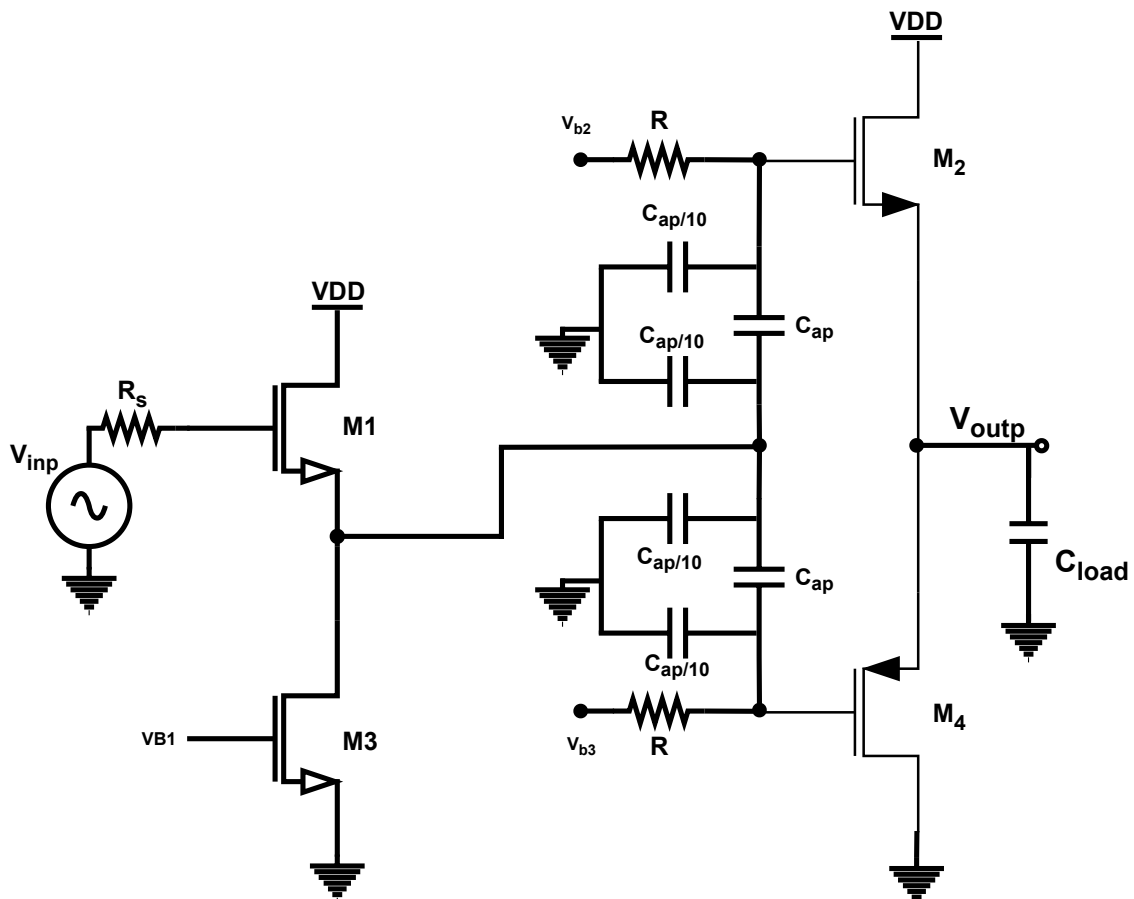 VDD
V_b2
R
M_2
C_ap/10
VDD
C_ap
C_ap/10
R_s
M1
V_inp
V_outp
C_ap/10
C_ap
C_load
C_ap/10
VB1
M3
V_b3
R
M_4